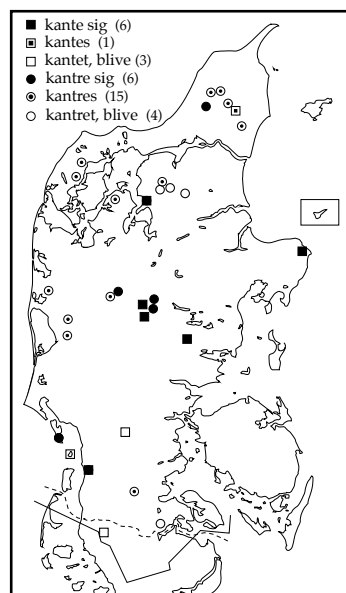 kante sig (6)
kantes (1)
kantet, blive (3)
kantre sig (6)
kantres (15)
kantret, blive (4)